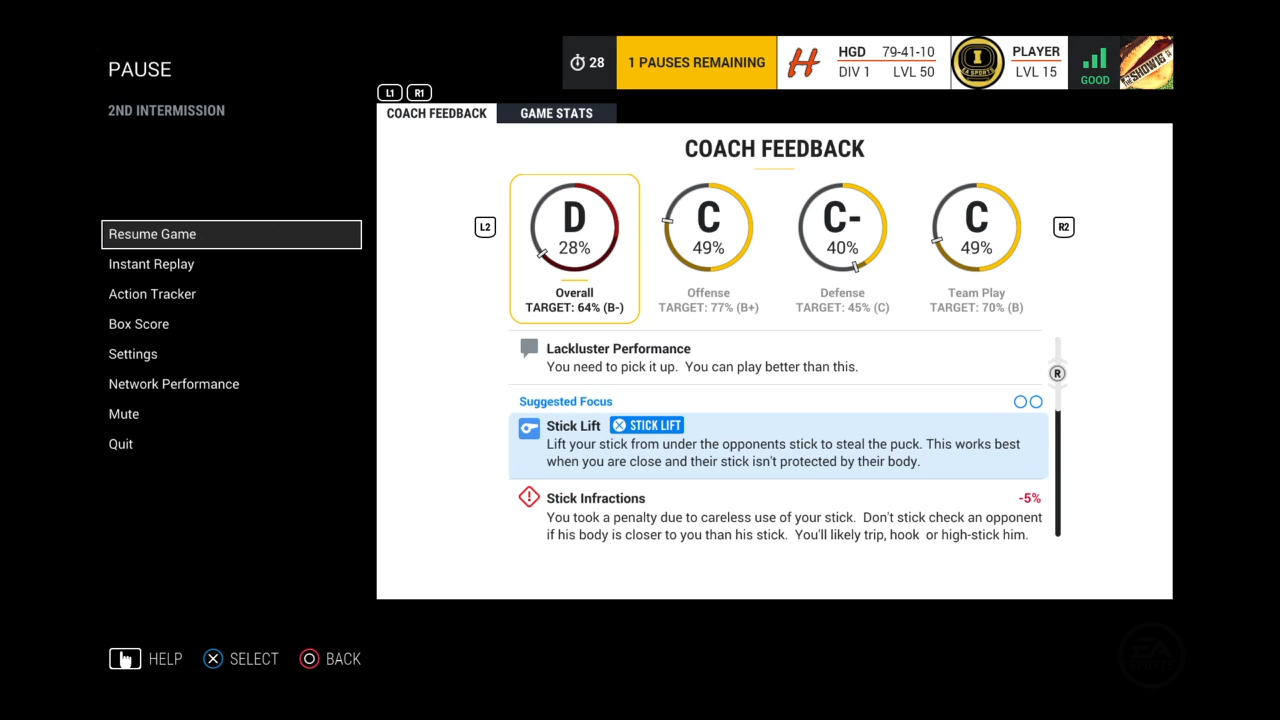 PAUSE
2ND INTERMISSION
28
1 PAUSES REMAINING
H
HGD 79-41-10
DIV 1 LVL 50
I
EA SPORTS
PLAYER
LVL 15
GOOD
L1 R1
COACH FEEDBACK
GAME STATS
Resume Game
Instant Replay
Action Tracker
Box Score
Settings
Network Performance
Mute
Quit
COACH FEEDBACK
L2
D
28%
Overall
TARGET: 64% (B-)
C
49%
Offense
TARGET: 77% (B+)
C-
40%
Defense
TARGET: 45% (C)
C
49%
Team Play
TARGET: 70% (B)
R2
Lackluster Performance
You need to pick it up. You can play better than this.
R
Suggested Focus
Stick Lift STICK LIFT
Lift your stick from under the opponents stick to steal the puck. This works best
when you are close and their stick isn't protected by their body.
Stick Infractions -5%
You took a penalty due to careless use of your stick. Don't stick check an opponent
if his body is closer to you than his stick. You'll likely trip, hook or high-stick him.
HELP SELECT BACK
EA
SPORTS